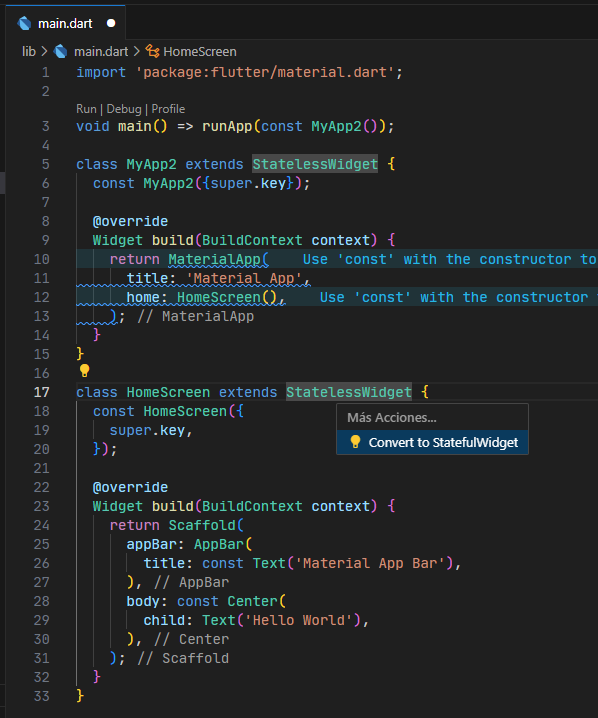 main.dart
lib > main.dart > HomeScreen
1 import 'package:flutter/material.dart';
2
Run | Debug | Profile
3 void main() => runApp(const MyApp2());
4
5 class MyApp2 extends StatelessWidget {
6   const MyApp2({super.key});
7
8   @override
9   Widget build(BuildContext context) {
10     return MaterialApp(    Use 'const' with the constructor to
11       title: 'Material App',
12       home: HomeScreen(),    Use 'const' with the constructor
13     ); // MaterialApp
14   }
15 }
16
17 class HomeScreen extends StatelessWidget {
18   const HomeScreen({
Más Acciones...
19     super.key,
Convert to StatefulWidget
20   });
21
22   @override
23   Widget build(BuildContext context) {
24     return Scaffold(
25       appBar: AppBar(
26         title: const Text('Material App Bar'),
27       ), // AppBar
28       body: const Center(
29         child: Text('Hello World'),
30       ), // Center
31     ); // Scaffold
32   }
33 }